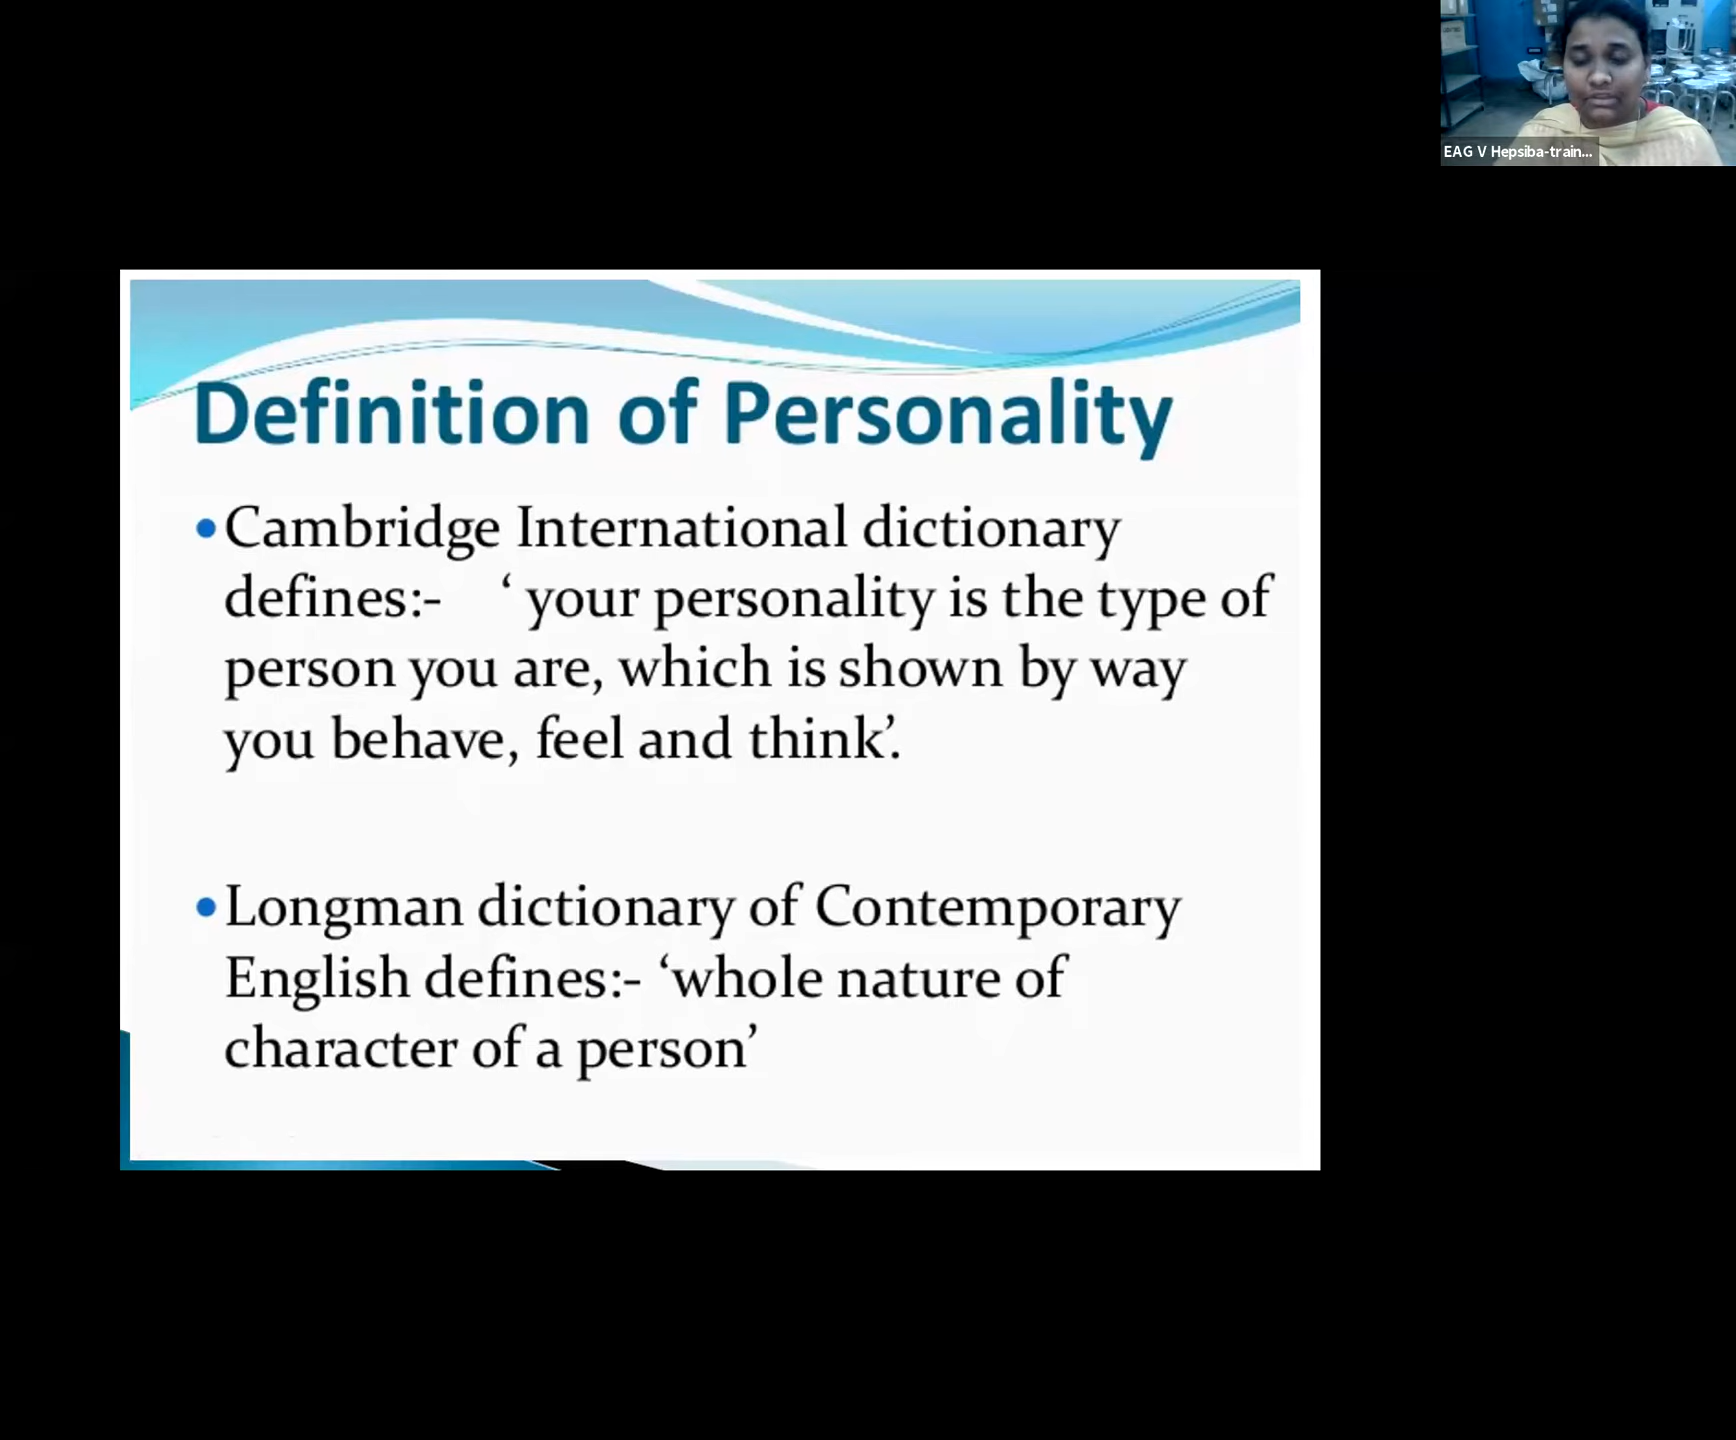 EAG V Hepsiba-train...
Definition of Personality
•Cambridge International dictionary
defines:- ‘ your personality is the type of
person you are, which is shown by way
you behave, feel and think’.
•Longman dictionary of Contemporary
English defines:- ‘whole nature of
character of a person’